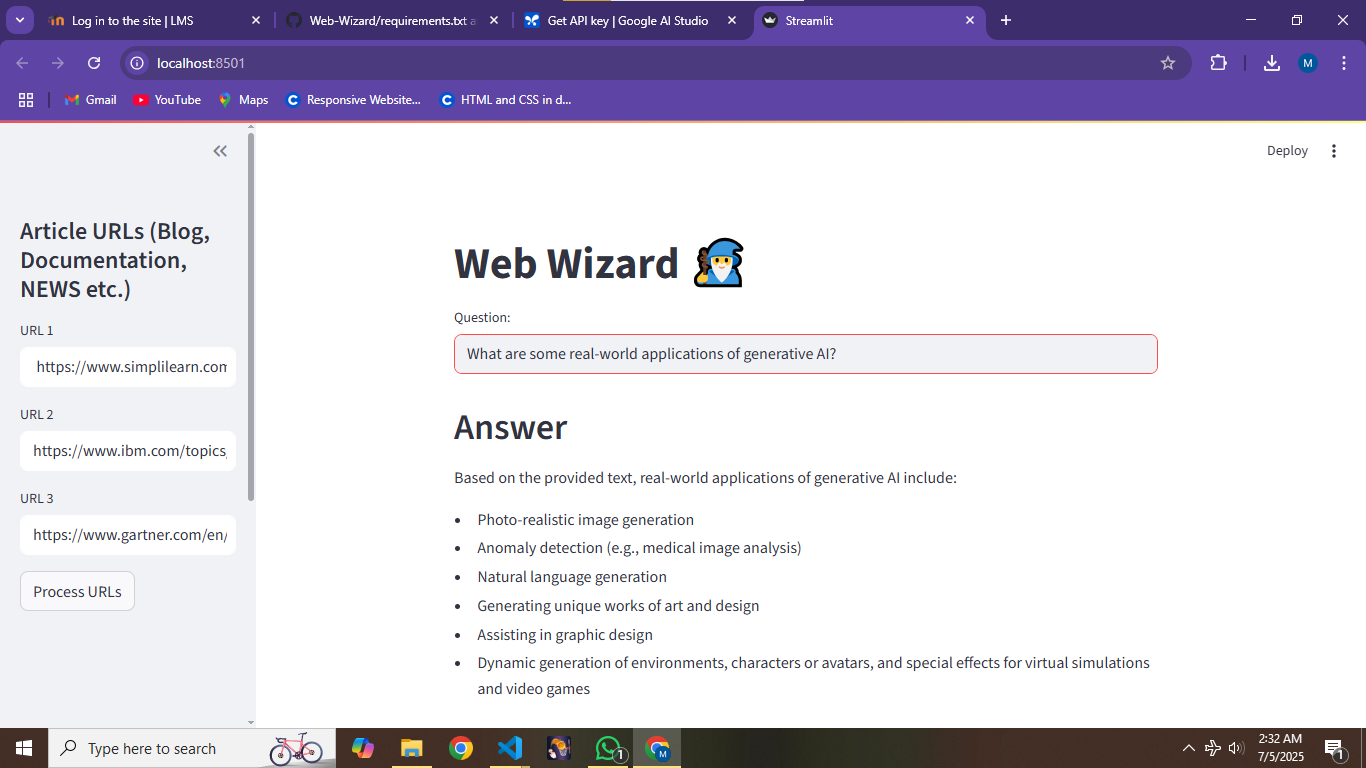 Log in to the site | LMS
Web-Wizard/requirements.txt a
Get API key | Google AI Studio
Streamlit
localhost:8501
M
Gmail
YouTube
Maps
Responsive Website...
HTML and CSS in d...
Deploy
Article URLs (Blog,
Documentation,
NEWS etc.)
URL 1
https://www.simplilearn.com
URL 2
https://www.ibm.com/topics
URL 3
https://www.gartner.com/en/
Process URLs
Web Wizard
Question:
What are some real-world applications of generative AI?
Answer
Based on the provided text, real-world applications of generative AI include:
• Photo-realistic image generation
• Anomaly detection (e.g., medical image analysis)
• Natural language generation
• Generating unique works of art and design
• Assisting in graphic design
• Dynamic generation of environments, characters or avatars, and special effects for virtual simulations
and video games
Type here to search
1
M
2:32 AM
7/5/2025
1